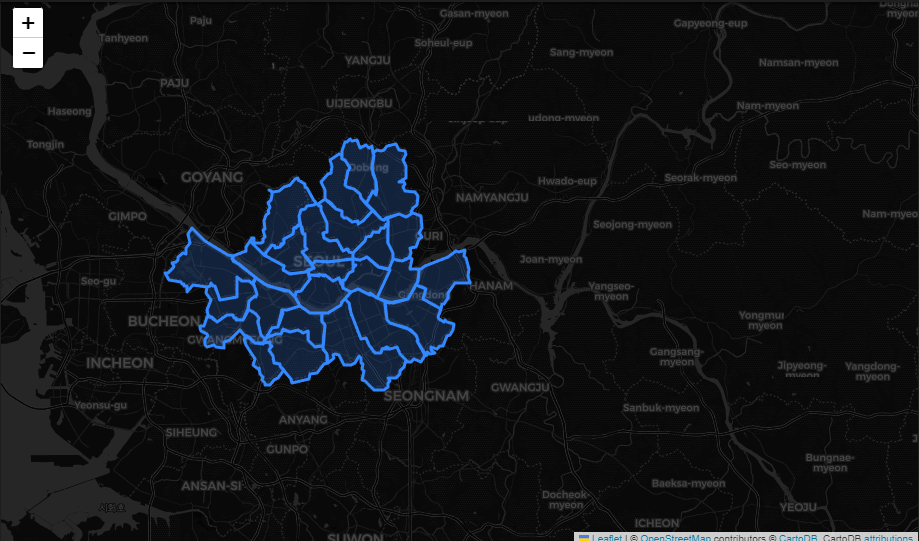 +
−
Gasan-myeon
Paju
Gapyeong-eup
Tanhyeon
Soheul-eup
Sang-myeon
YANGJU
Namsan-myeon
PAJU
UIJEONGBU
Nam-myeon
Haseong
udong-myeon
Tongjin
Dobong
Seo-myeon
GOYANG
Hwado-eup
Seorak-myeon
NAMYANGJU
GIMPO
Nam-myeon
Seojong-myeon
GURI
SEOUL
Joan-myeon
Seo-gu
HANAM
Yangseo-
myeon
Gangdong
BUCHEON
Yongmun
myeon
GWANGMYEONG
INCHEON
Gangsang-
myeon
Jipyeong-
myeon
Yangdong-
myeon
GWANGJU
SEONGNAM
Yeonsu-gu
Sanbuk-myeon
ANYANG
SIHEUNG
GUNPO
Bungnae-
myeon
ANSAN-SI
Baeksa-myeon
Docheok-
myeon
시화호
YEOJU
ICHEON
SUWON
Leaflet | © OpenStreetMap contributors © CartoDB, CartoDB attributions